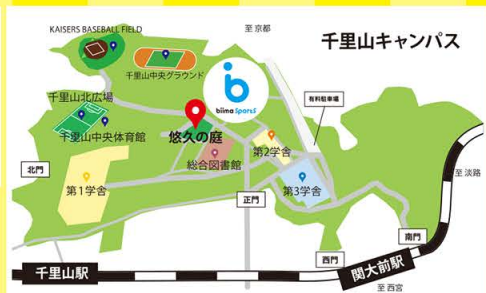 KAISERS BASEBALL FIELD
至 京都
千里山キャンパス
千里山中央グラウンド
biima sports
千里山北広場
有料駐車場
千里山中央体育館
悠久の庭
第2学舎
北門
総合図書館
第1学舎
第3学舎
至 淡路
正門
南門
西門
千里山駅
関大前駅
至 西宮